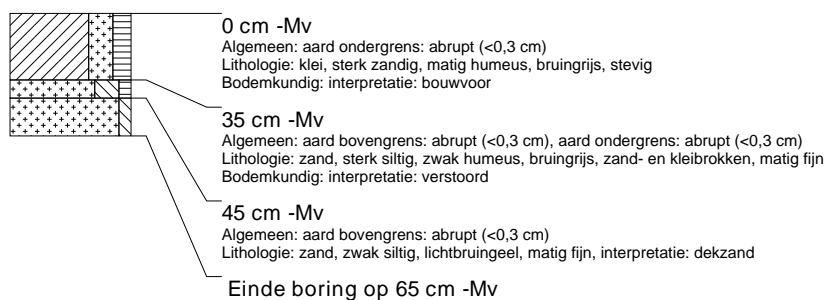 0 cm -Mv
Algemeen: aard ondergrens: abrupt (<0,3 cm)
Lithologie: klei, sterk zandig, matig humeus, bruingrijs, stevig
Bodemkundig: interpretatie: bouwvoor
35 cm -Mv
Algemeen: aard bovengrens: abrupt (<0,3 cm), aard ondergrens: abrupt (<0,3 cm)
Lithologie: zand, sterk siltig, zwak humeus, bruingrijs, zand- en kleibrokken, matig fijn
Bodemkundig: interpretatie: verstoord
45 cm -Mv
Algemeen: aard bovengrens: abrupt (<0,3 cm)
Lithologie: zand, zwak siltig, lichtbruingeel, matig fijn, interpretatie: dekzand
Einde boring op 65 cm -Mv